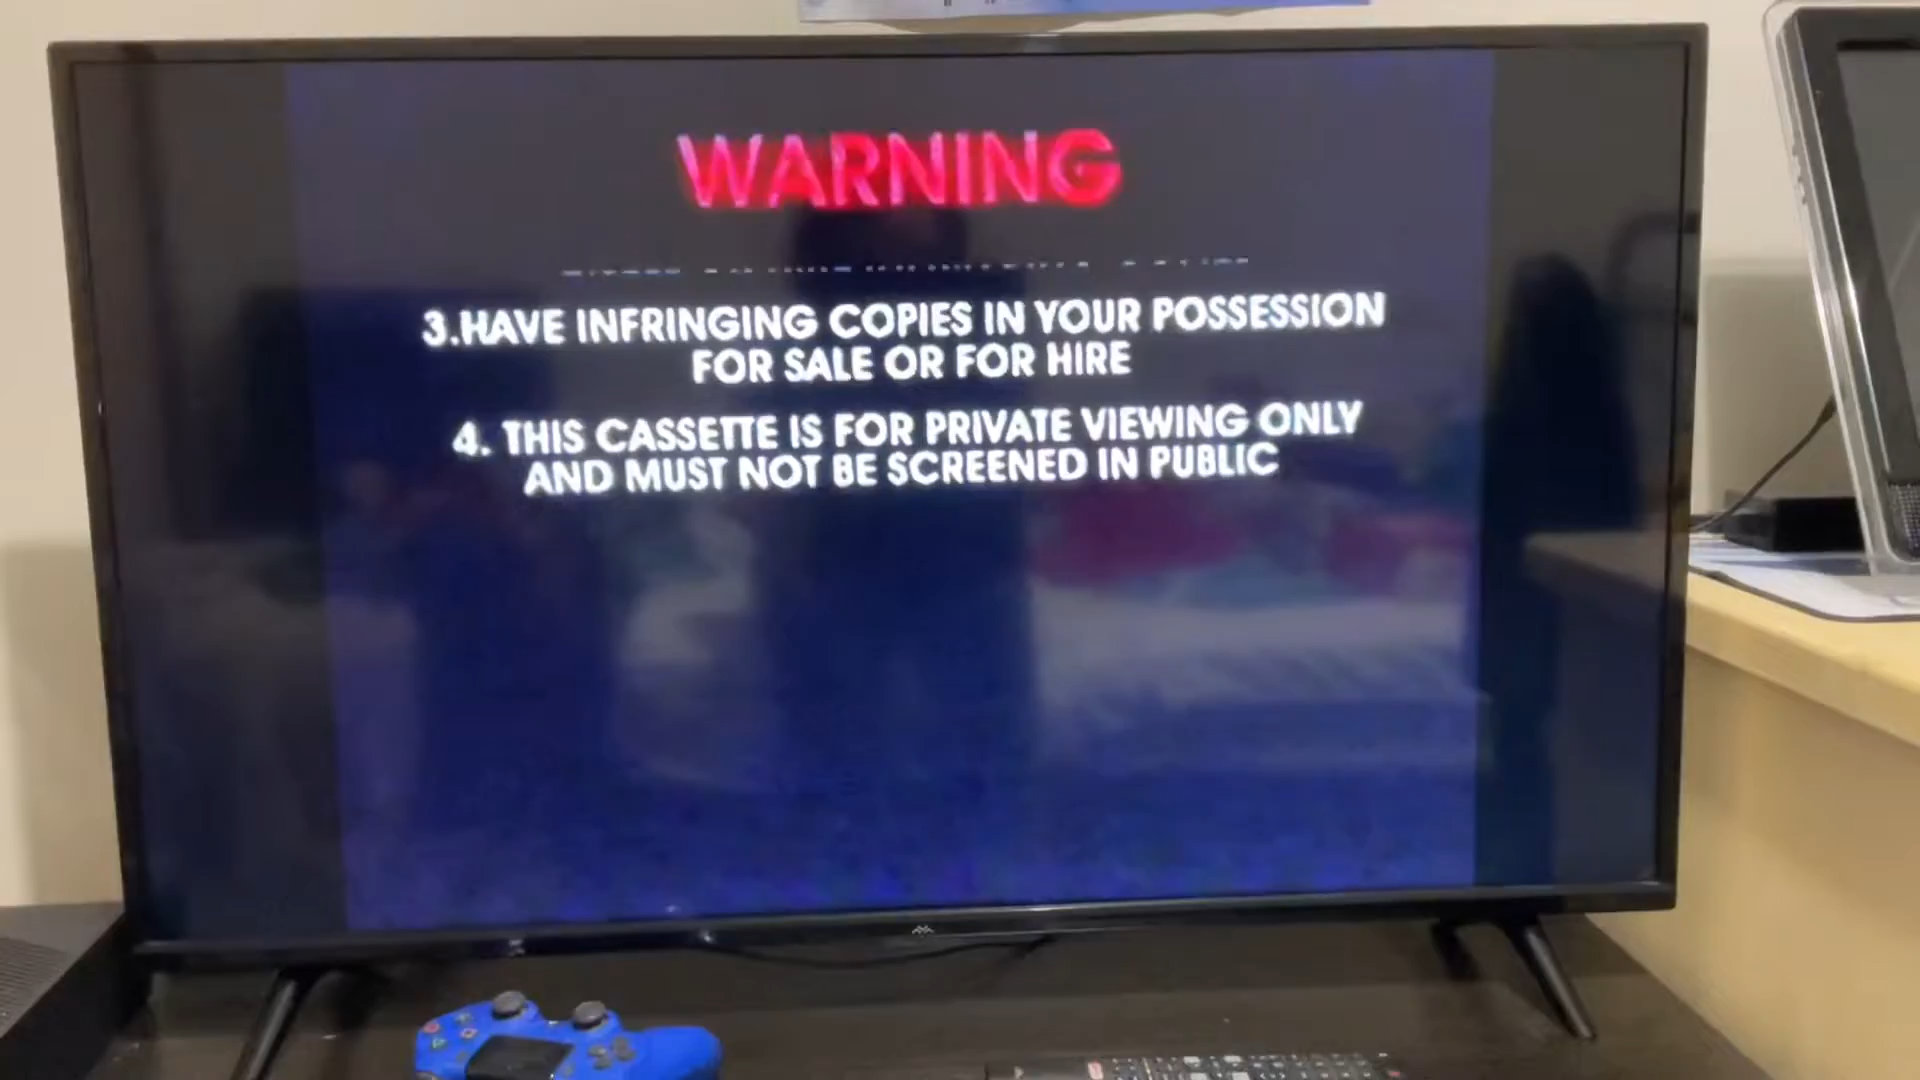 WARNING
3.HAVE INFRINGING COPIES IN YOUR POSSESSION
FOR SALE OR FOR HIRE
4. THIS CASSETTE IS FOR PRIVATE VIEWING ONLY
AND MUST NOT BE SCREENED IN PUBLIC